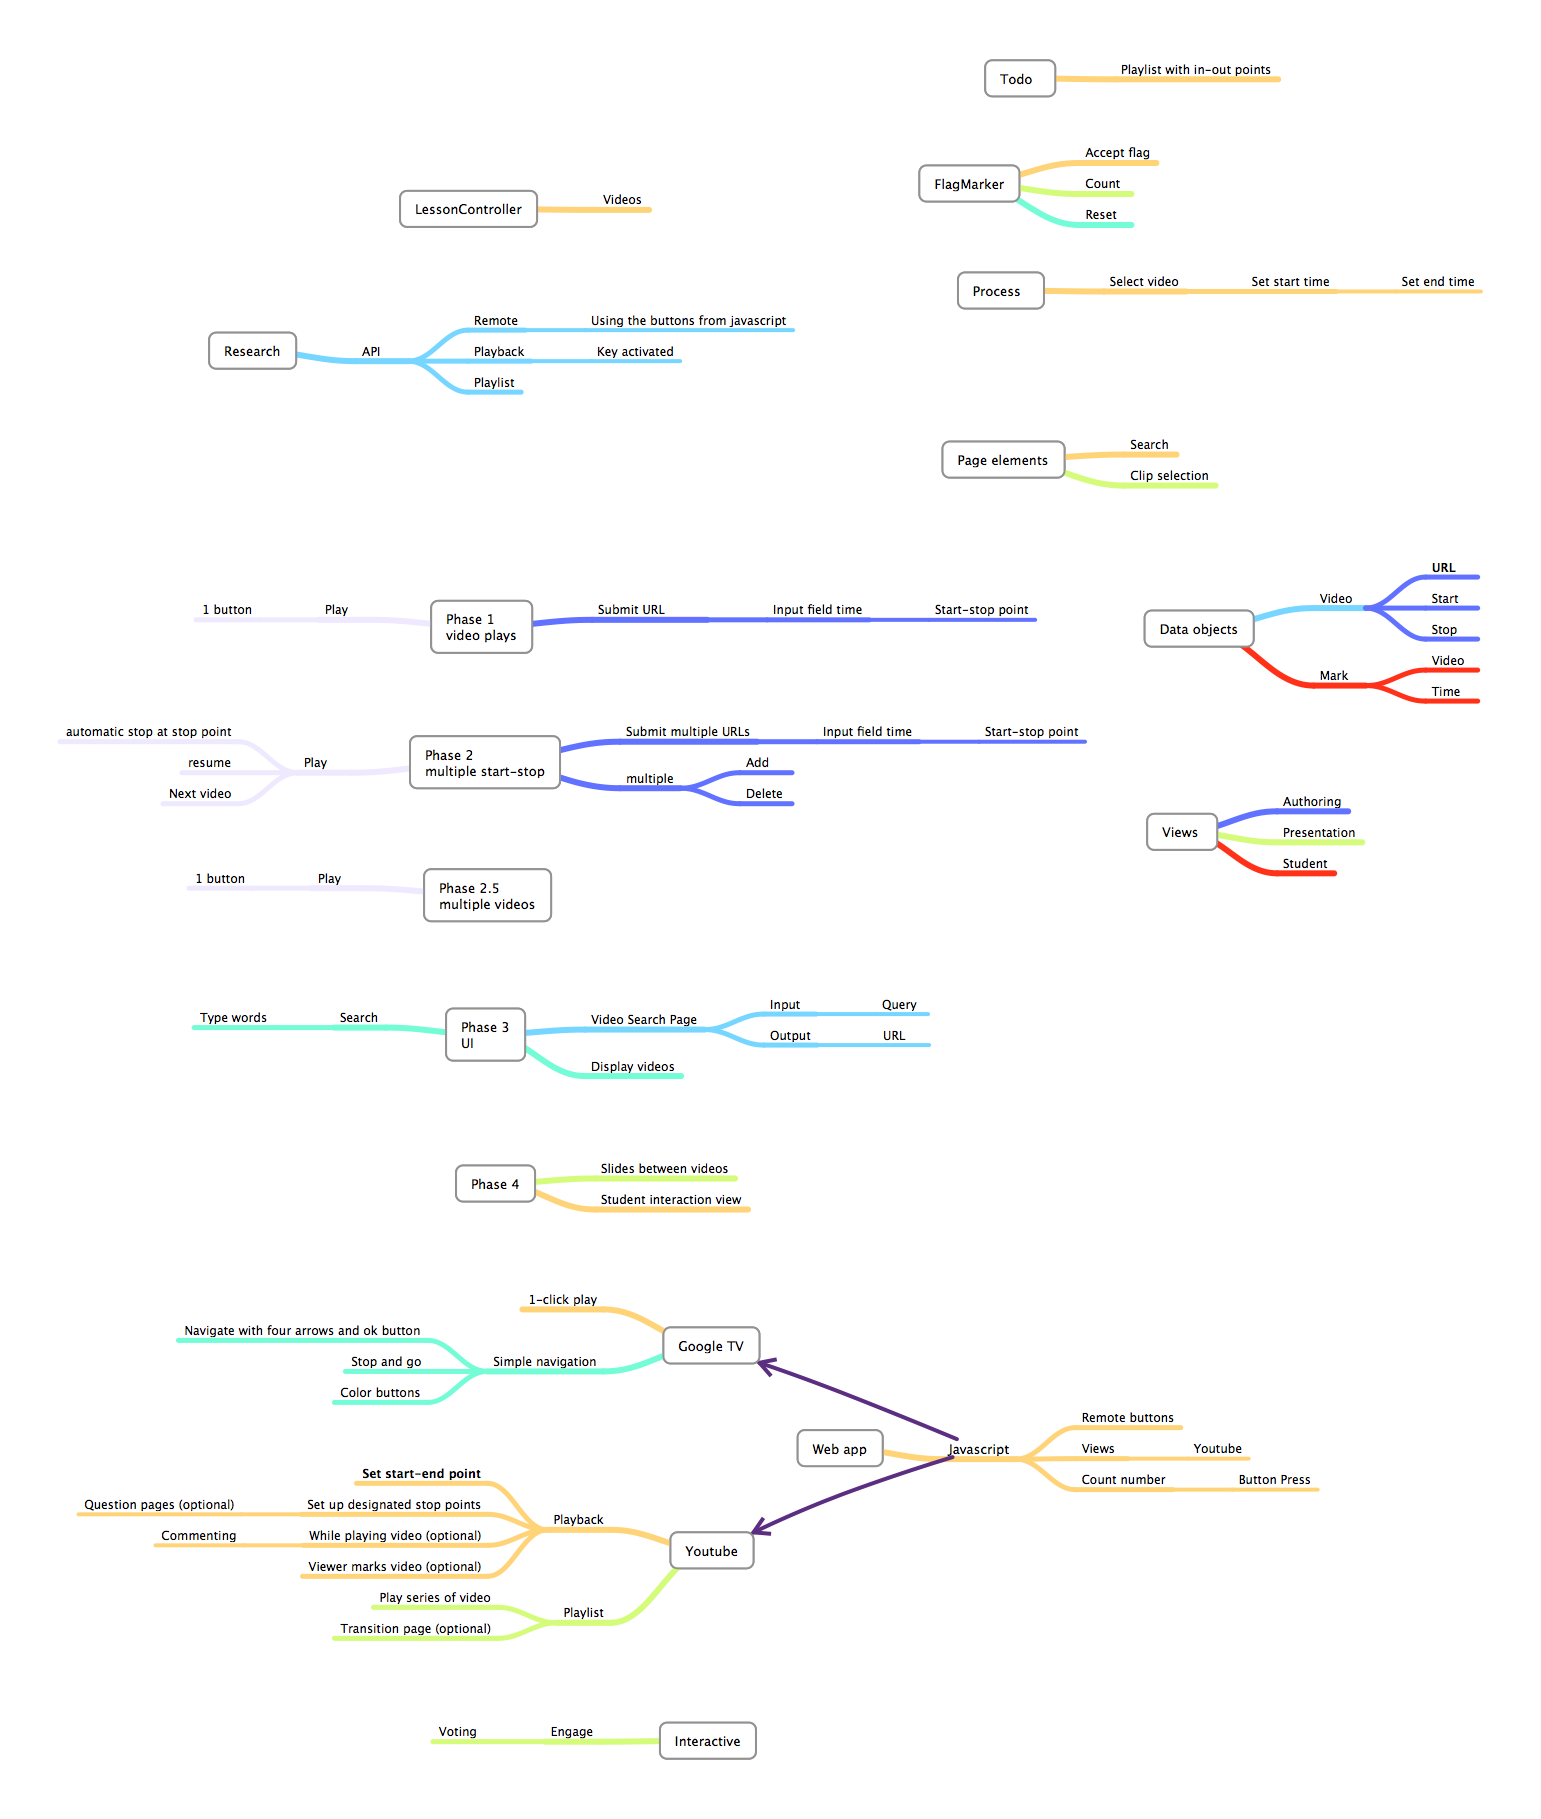 Todo
Playlist with in-out points
FlagMarker
Accept flag
Count
Reset
LessonController
Videos
Process
Select video
Set start time
Set end time
Research
API
Remote
Using the buttons from javascript
Playback
Key activated
Playlist
Page elements
Search
Clip selection
1 button
Play
Phase 1
video plays
Submit URL
Input field time
Start-stop point
Data objects
Video
URL
Start
Stop
Mark
Video
Time
automatic stop at stop point
resume
Next video
Play
Phase 2
multiple start-stop
Submit multiple URLs
Input field time
Start-stop point
multiple
Add
Delete
Views
Authoring
Presentation
Student
1 button
Play
Phase 2.5
multiple videos
Type words
Search
Phase 3
UI
Video Search Page
Input
Query
Output
URL
Display videos
Phase 4
Slides between videos
Student interaction view
1-click play
Google TV
Navigate with four arrows and ok button
Stop and go
Color buttons
Simple navigation
Web app
Javascript
Remote buttons
Views
Youtube
Count number
Button Press
Set start-end point
Question pages (optional)
Set up designated stop points
Commenting
While playing video (optional)
Viewer marks video (optional)
Playback
Youtube
Play series of video
Transition page (optional)
Playlist
Voting
Engage
Interactive